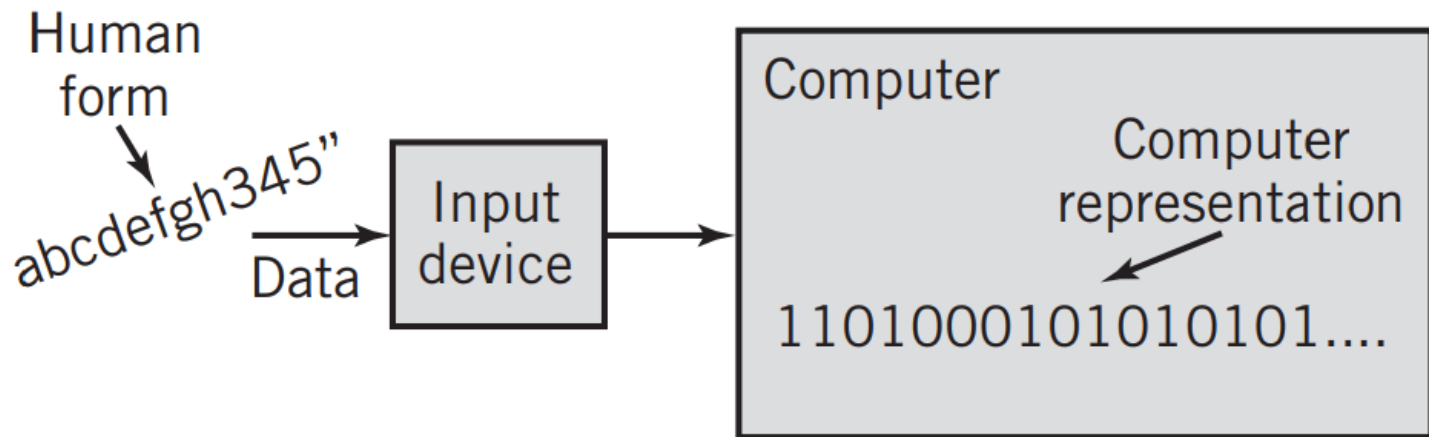 Human
form
abcdefgh345”
Data
Input
device
Computer
Computer
representation
1101000101010101....